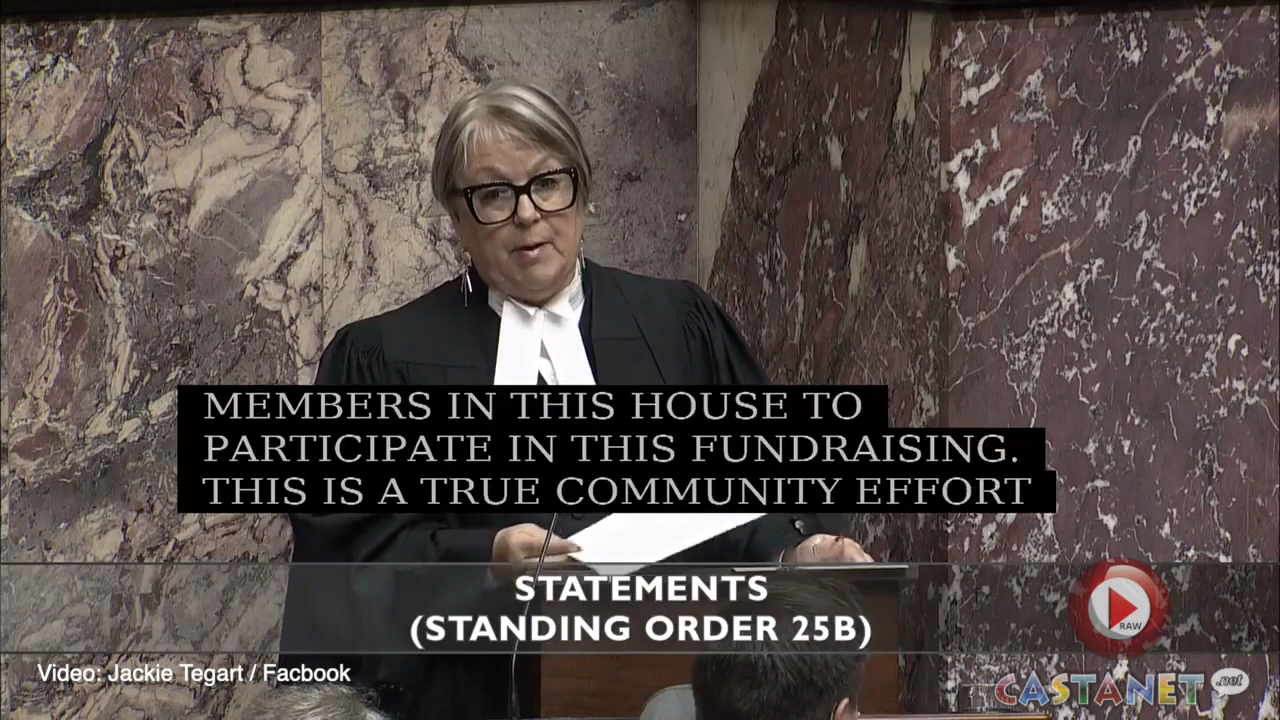 MEMBERS IN THIS HOUSE TO
PARTICIPATE IN THIS FUNDRAISING.
THIS IS A TRUE COMMUNITY EFFORT
STATEMENTS
(STANDING ORDER 25B)
RAW
Video: Jackie Tegart / Facbook
CASTANET .net